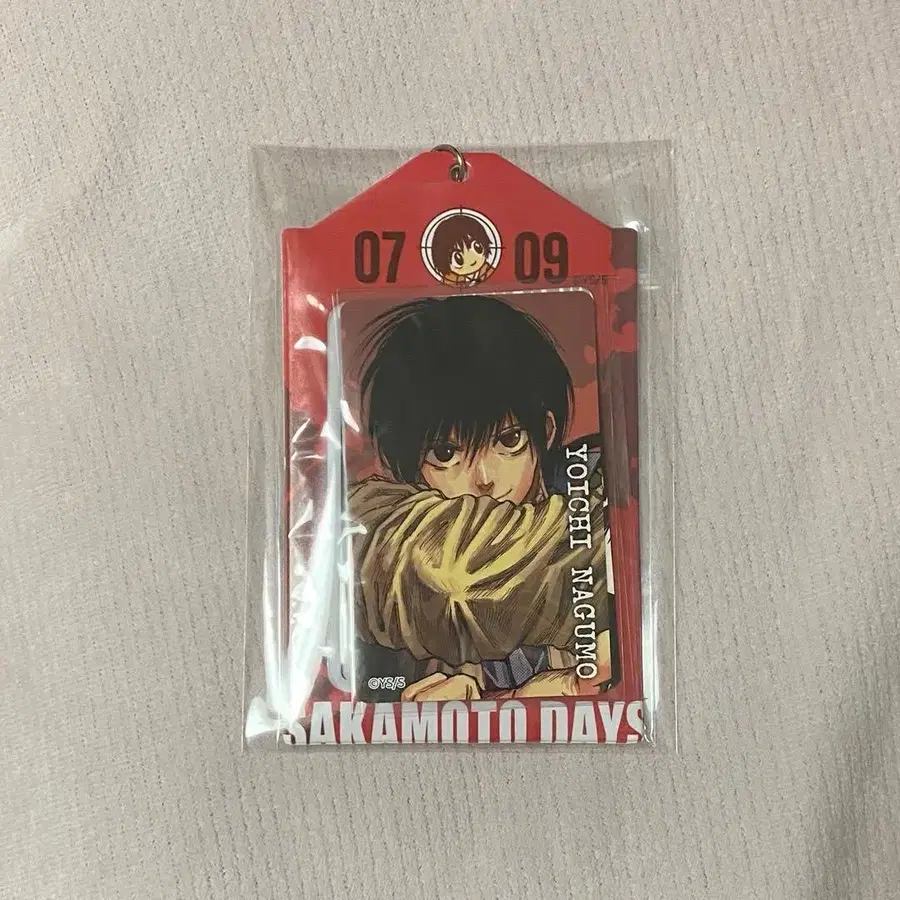 07 09
YOICHI NAGUMO
©YS/S
SAKAMOTO DAYS